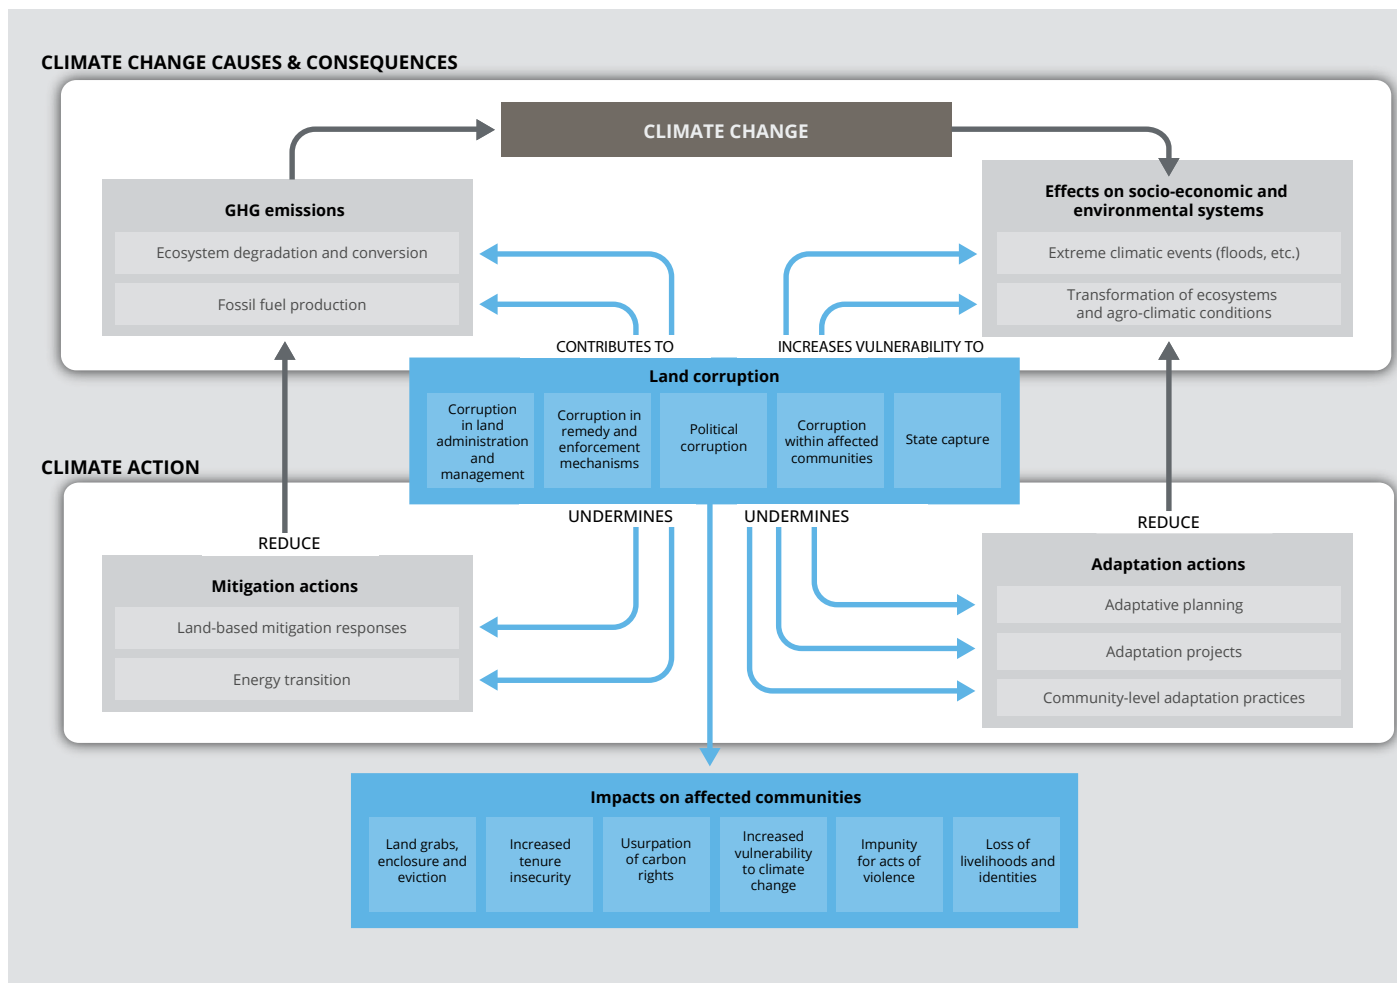 CLIMATE CHANGE CAUSES & CONSEQUENCES
CLIMATE CHANGE
GHG emissions
Ecosystem degradation and conversion
Fossil fuel production
Effects on socio-economic and
environmental systems
Extreme climatic events (floods, etc.)
Transformation of ecosystems
and agro-climatic conditions
CONTRIBUTES TO
INCREASES VULNERABILITY TO
Land corruption
Corruption
in land
administration
and
management
Corruption in
remedy and
enforcement
mechanisms
Political
corruption
Corruption
within affected
communities
State capture
CLIMATE ACTION
UNDERMINES
UNDERMINES
REDUCE
Mitigation actions
Land-based mitigation responses
Energy transition
REDUCE
Adaptation actions
Adaptative planning
Adaptation projects
Community-level adaptation practices
Impacts on affected communities
Land grabs,
enclosure and
eviction
Increased
tenure
insecurity
Usurpation
of carbon
rights
Increased
vulnerability
to climate
change
Impunity
for acts of
violence
Loss of
livelihoods and
identities